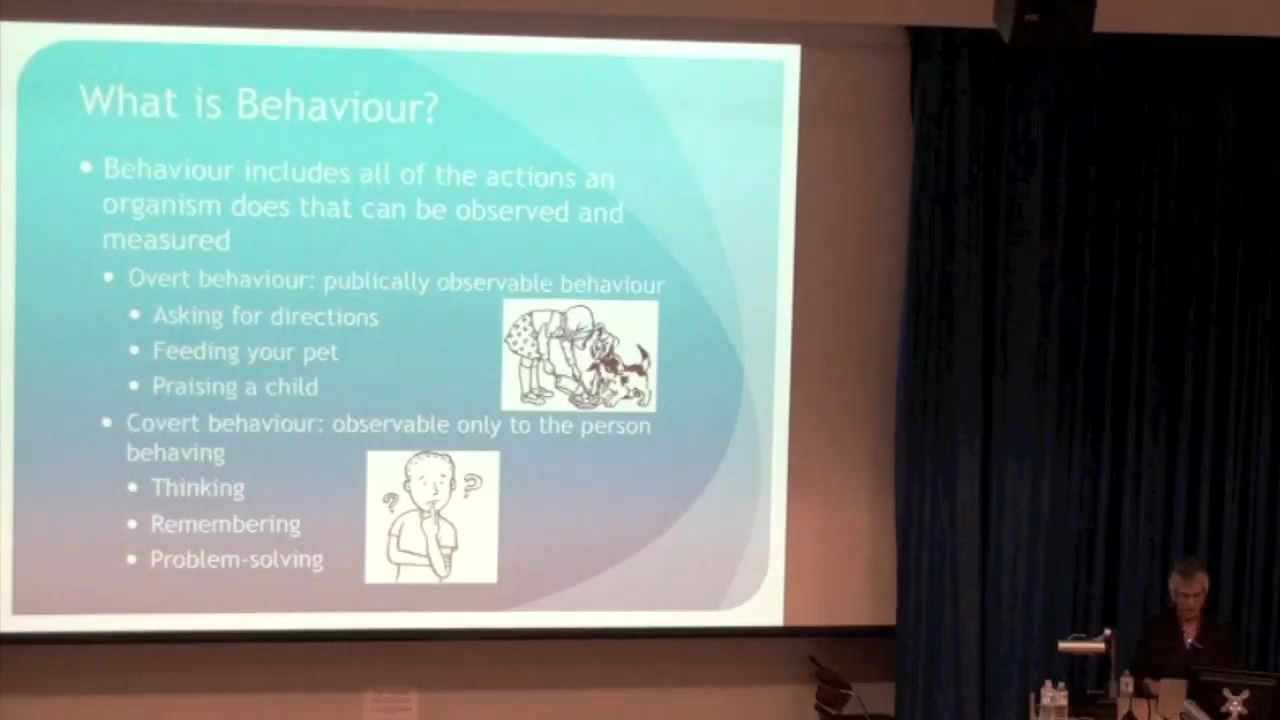 What is Behaviour?
• Behaviour includes all of the actions an
organism does that can be observed and
measured
• Overt behaviour: publically observable behaviour
• Asking for directions
• Feeding your pet
• Praising a child
• Covert behaviour: observable only to the person
behaving
• Thinking
• Remembering
• Problem-solving
? ?